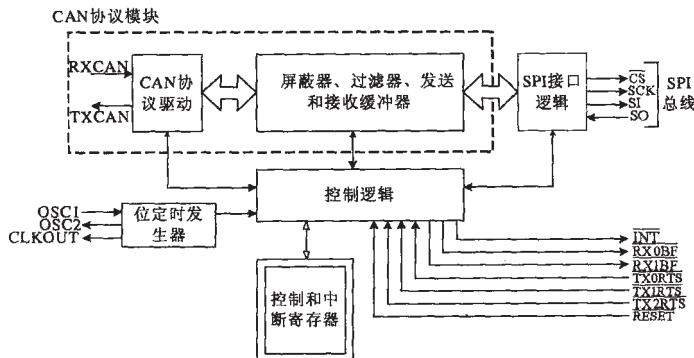 CAN协议模块
RXCAN
TXCAN
CAN协
议驱动
屏蔽器、过滤器、发送
和接收缓冲器
SPI接口
逻辑
CS
SCK
SI
SO
SPI
总线
控制逻辑
OSC1
OSC2
CLKOUT
位定时发
生器
控制和中
断寄存器
INT
RX0BF
RX1BF
TX0RTS
TX1RTS
TX2RTS
RESET